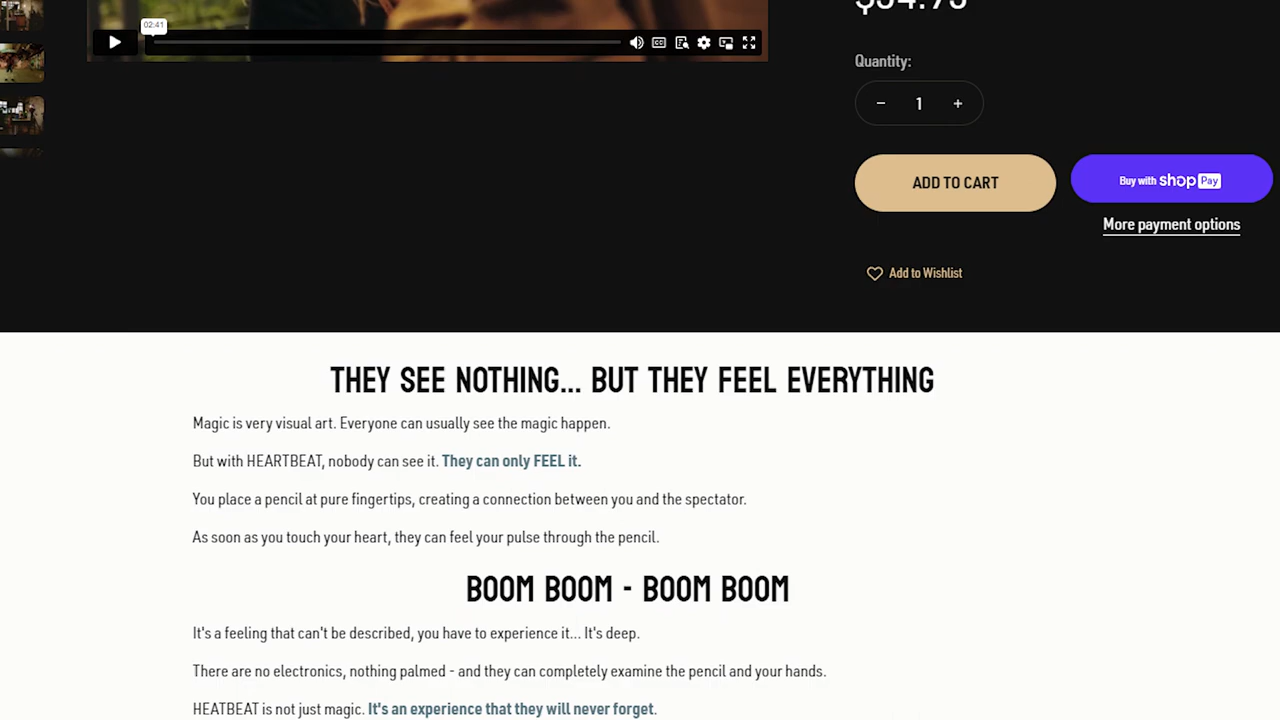 02:41
Quantity:
− 1 +
ADD TO CART
Buy with shop Pay
More payment options
Add to Wishlist
THEY SEE NOTHING... BUT THEY FEEL EVERYTHING
Magic is very visual art. Everyone can usually see the magic happen.
But with HEARTBEAT, nobody can see it. They can only FEEL it.
You place a pencil at pure fingertips, creating a connection between you and the spectator.
As soon as you touch your heart, they can feel your pulse through the pencil.
BOOM BOOM - BOOM BOOM
It's a feeling that can't be described, you have to experience it... It's deep.
There are no electronics, nothing palmed - and they can completely examine the pencil and your hands.
HEATBEAT is not just magic. It's an experience that they will never forget.